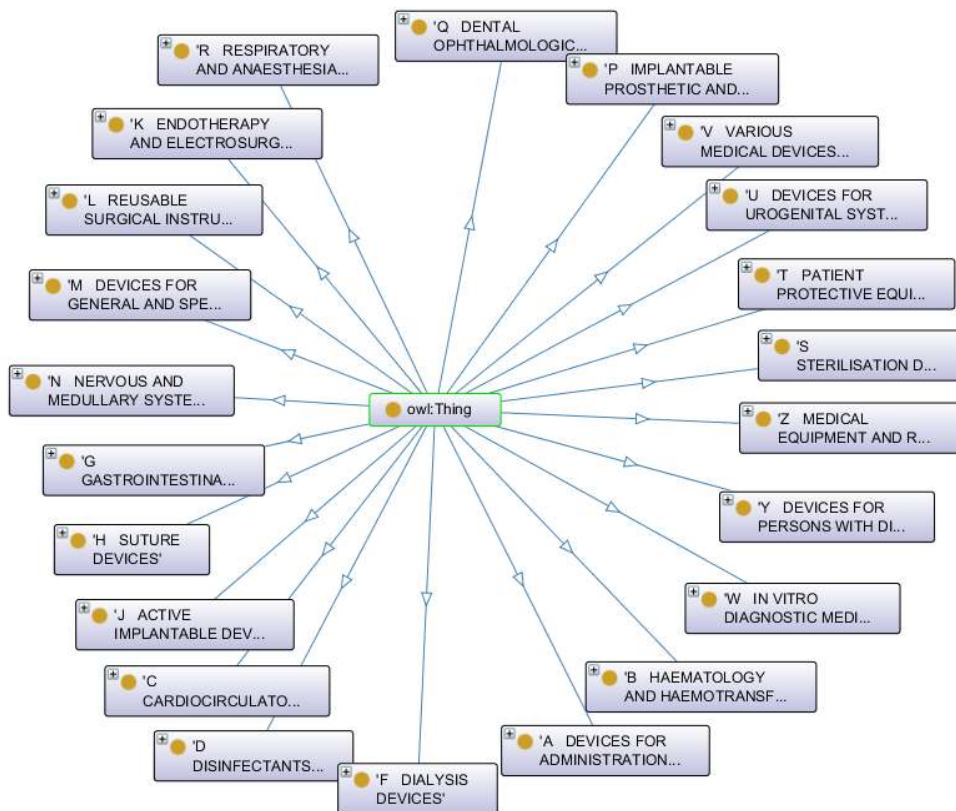 'Q   DENTAL
OPHTHALMOLOGIC...
'R   RESPIRATORY
AND ANAESTHESIA...
'P   IMPLANTABLE
PROSTHETIC AND...
'K   ENDOTHERAPY
AND ELECTROSURG...
'V   VARIOUS
MEDICAL DEVICES...
'L   REUSABLE
SURGICAL INSTRU...
'U   DEVICES FOR
UROGENITAL SYST...
'M   DEVICES FOR
GENERAL AND SPE...
'T   PATIENT
PROTECTIVE EQUI...
'S
STERILISATION D...
'N   NERVOUS AND
MEDULLARY SYSTE...
owl:Thing
'Z   MEDICAL
EQUIPMENT AND R...
'G
GASTROINTESTINA...
'Y   DEVICES FOR
PERSONS WITH DI...
'H   SUTURE
DEVICES'
'W   IN VITRO
DIAGNOSTIC MEDI...
'J   ACTIVE
IMPLANTABLE DEV...
'B   HAEMATOLOGY
AND HAEMOTRANSF...
'C
CARDIOCIRCULATO...
'D
DISINFECTANTS...
'A   DEVICES FOR
ADMINISTRATION...
'F   DIALYSIS
DEVICES'